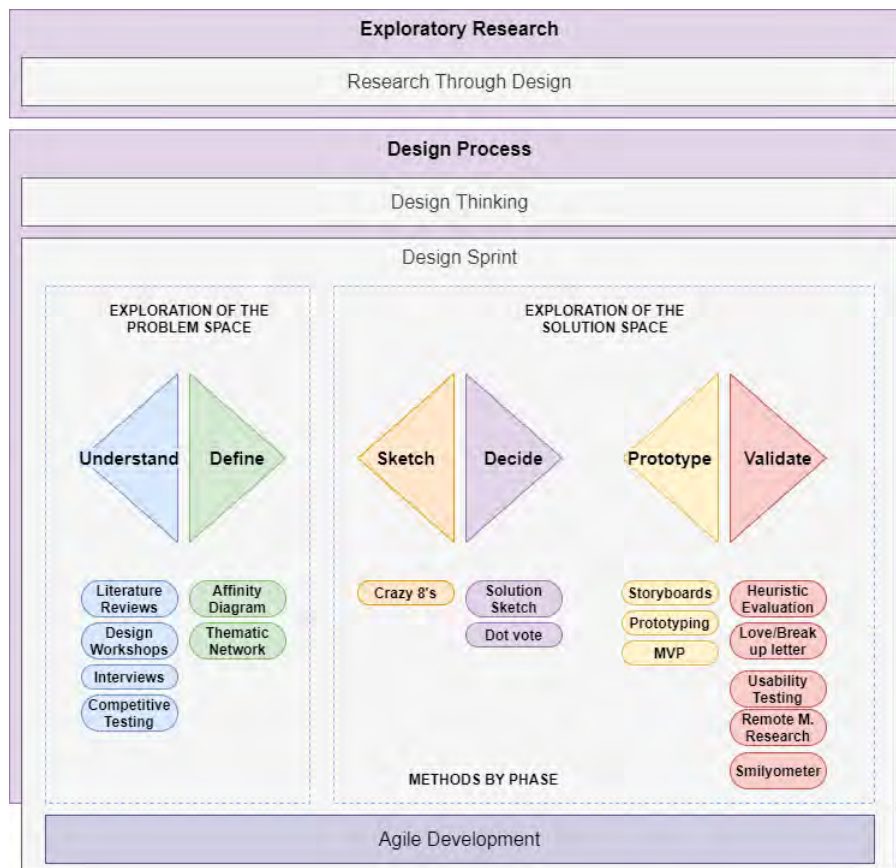 Exploratory Research
Research Through Design
Design Process
Design Thinking
Design Sprint
EXPLORATION OF THE
PROBLEM SPACE
EXPLORATION OF THE
SOLUTION SPACE
Understand
Define
Sketch
Decide
Prototype
Validate
Literature
Reviews
Design
Workshops
Interviews
Competitive
Testing
Affinity
Diagram
Thematic
Network
Crazy 8's
Solution
Sketch
Dot vote
Storyboards
Prototyping
MVP
Heuristic
Evaluation
Love/Break
up letter
Usability
Testing
Remote M.
Research
Smilyometer
METHODS BY PHASE
Agile Development